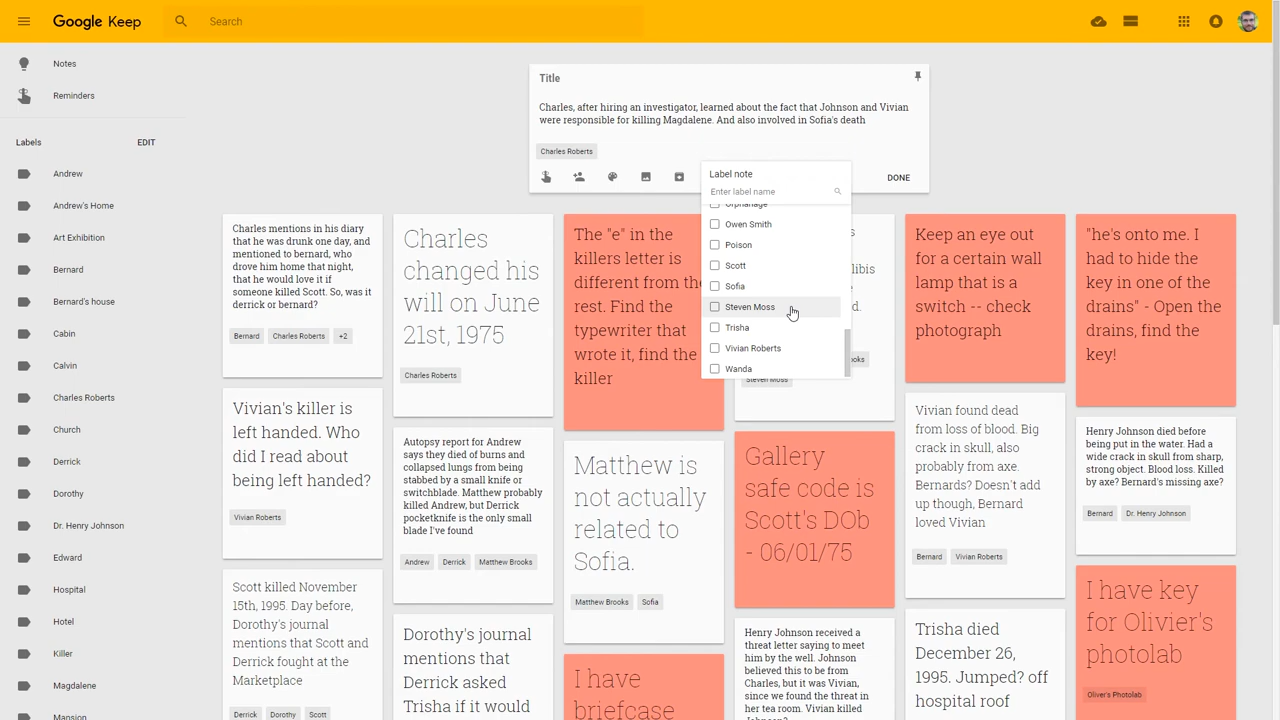 Google Keep
Search
Notes
Reminders
Labels
EDIT
Andrew
Andrew's Home
Art Exhibition
Bernard
Bernard's house
Cabin
Calvin
Charles Roberts
Church
Derrick
Dorothy
Dr. Henry Johnson
Edward
Hospital
Hotel
Killer
Magdalene
Mansion
Title
Charles, after hiring an investigator, learned about the fact that Johnson and Vivian
were responsible for killing Magdalene. And also involved in Sofia's death
Charles Roberts
DONE
Label note
Enter label name
Orphanage
Owen Smith
Poison
Scott
Sofia
Steven Moss
Trisha
Vivian Roberts
Wanda
Charles mentions in his diary
that he was drunk one day, and
mentioned to bernard, who
drove him home that night,
that he would love it if
someone killed Scott. So, was it
derrick or bernard?
Bernard
Charles Roberts
+2
Vivian's killer is
left handed. Who
did I read about
being left handed?
Vivian Roberts
Scott killed November
15th, 1995. Day before,
Dorothy's journal
mentions that Scott and
Derrick fought at the
Marketplace
Derrick
Dorothy
Scott
Charles
changed his
will on June
21st, 1975
Charles Roberts
Autopsy report for Andrew
says they died of burns and
collapsed lungs from being
stabbed by a small knife or
switchblade. Matthew probably
killed Andrew, but Derrick
pocketknife is the only small
blade I've found
Andrew
Derrick
Matthew Brooks
Dorothy's journal
mentions that
Derrick asked
Trisha if it would
The "e" in the
killers letter is
different from the
rest. Find the
typewriter that
wrote it, find the
killer
Matthew is
not actually
related to
Sofia.
Matthew Brooks
Sofia
I have
briefcase
Steven Moss
Gallery
safe code is
Scott's DOb
- 06/01/75
Henry Johnson received a
threat letter saying to meet
him by the well. Johnson
believed this to be from
Charles, but it was Vivian,
since we found the threat in
her tea room. Vivian killed
Keep an eye out
for a certain wall
lamp that is a
switch -- check
photograph
Vivian found dead
from loss of blood. Big
crack in skull, also
probably from axe.
Bernards? Doesn't add
up though, Bernard
loved Vivian
Bernard
Vivian Roberts
Trisha died
December 26,
1995. Jumped? off
hospital roof
"he's onto me. I
had to hide the
key in one of the
drains" - Open the
drains, find the
key!
Henry Johnson died before
being put in the water. Had a
wide crack in skull from sharp,
strong object. Blood loss. Killed
by axe? Bernard's missing axe?
Bernard
Dr. Henry Johnson
I have key
for Olivier's
photolab
Oliver's Photolab